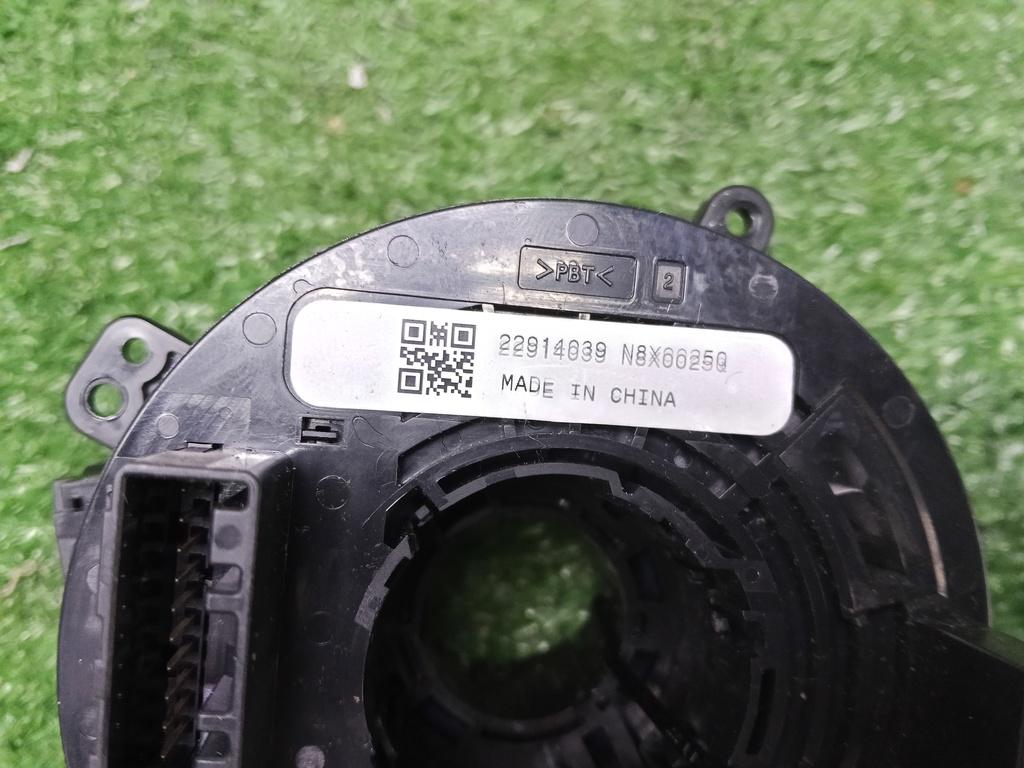 >PBT< 2
22914039 N8X0025Q
MADE IN CHINA